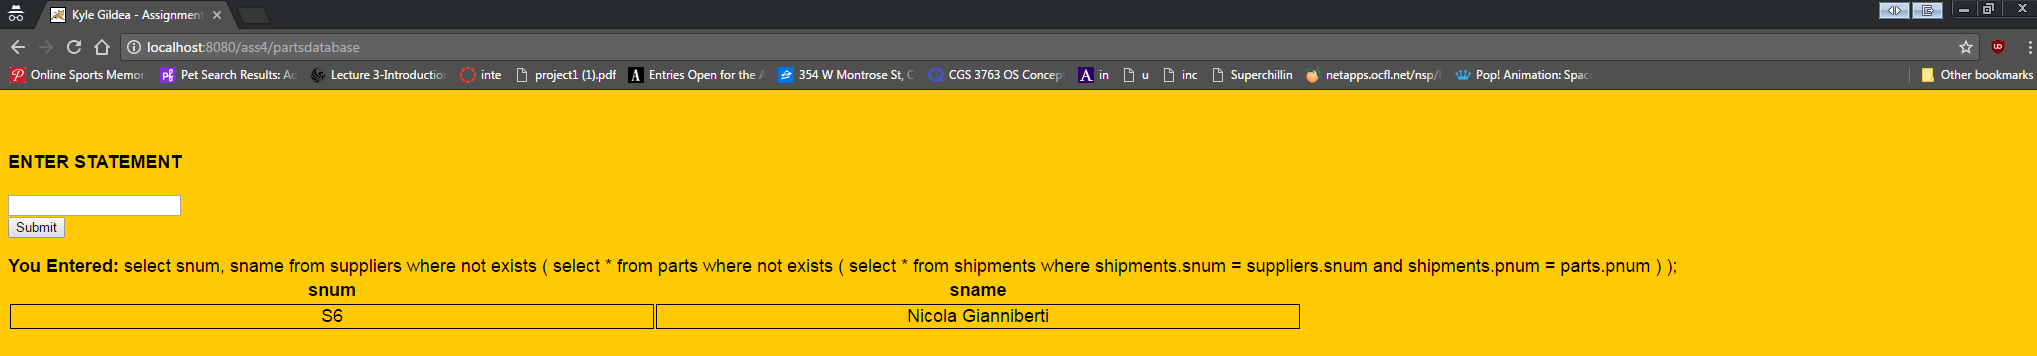 Kyle Gildea - Assignment
localhost:8080/ass4/partsdatabase
Online Sports Memor Pet Search Results: Ad Lecture 3-Introduction inte project1 (1).pdf Entries Open for the A 354 W Montrose St, C CGS 3763 OS Concep in u inc Superchillin netapps.ocfl.net/nsp/ Pop! Animation: Space Other bookmarks
ENTER STATEMENT
Submit
You Entered: select snum, sname from suppliers where not exists ( select * from parts where not exists ( select * from shipments where shipments.snum = suppliers.snum and shipments.pnum = parts.pnum ) );
snum sname
S6 Nicola Gianniberti